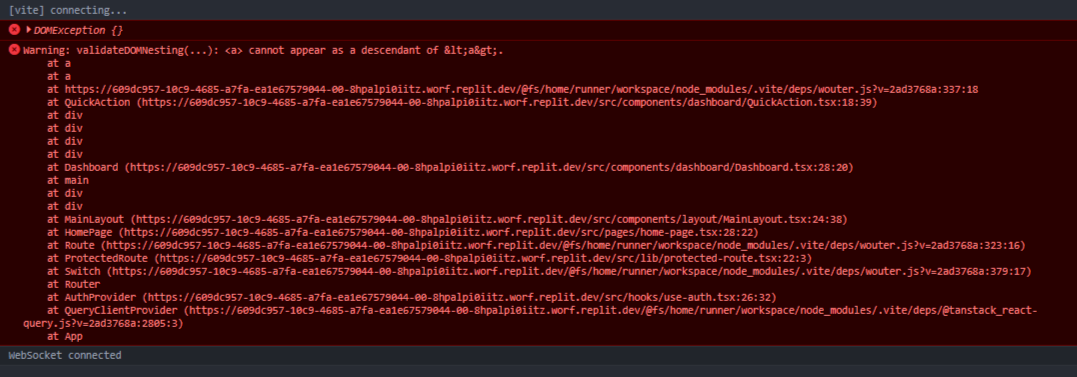 [vite] connecting...
DOMException {}
Warning: validateDOMNesting(...): <a> cannot appear as a descendant of &lt;a&gt;.
at a
at a
at https://609dc957-10c9-4685-a7fa-ea1e67579044-00-8hpalpi0iitz.worf.replit.dev/@fs/home/runner/workspace/node_modules/.vite/deps/wouter.js?v=2ad3768a:337:18
at QuickAction (https://609dc957-10c9-4685-a7fa-ea1e67579044-00-8hpalpi0iitz.worf.replit.dev/src/components/dashboard/QuickAction.tsx:18:39)
at div
at div
at div
at div
at Dashboard (https://609dc957-10c9-4685-a7fa-ea1e67579044-00-8hpalpi0iitz.worf.replit.dev/src/components/dashboard/Dashboard.tsx:28:20)
at main
at div
at div
at MainLayout (https://609dc957-10c9-4685-a7fa-ea1e67579044-00-8hpalpi0iitz.worf.replit.dev/src/components/layout/MainLayout.tsx:24:38)
at HomePage (https://609dc957-10c9-4685-a7fa-ea1e67579044-00-8hpalpi0iitz.worf.replit.dev/src/pages/home-page.tsx:28:22)
at Route (https://609dc957-10c9-4685-a7fa-ea1e67579044-00-8hpalpi0iitz.worf.replit.dev/@fs/home/runner/workspace/node_modules/.vite/deps/wouter.js?v=2ad3768a:323:16)
at ProtectedRoute (https://609dc957-10c9-4685-a7fa-ea1e67579044-00-8hpalpi0iitz.worf.replit.dev/src/lib/protected-route.tsx:22:3)
at Switch (https://609dc957-10c9-4685-a7fa-ea1e67579044-00-8hpalpi0iitz.worf.replit.dev/@fs/home/runner/workspace/node_modules/.vite/deps/wouter.js?v=2ad3768a:379:17)
at Router
at AuthProvider (https://609dc957-10c9-4685-a7fa-ea1e67579044-00-8hpalpi0iitz.worf.replit.dev/src/hooks/use-auth.tsx:26:32)
at QueryClientProvider (https://609dc957-10c9-4685-a7fa-ea1e67579044-00-8hpalpi0iitz.worf.replit.dev/@fs/home/runner/workspace/node_modules/.vite/deps/@tanstack_react-
query.js?v=2ad3768a:2805:3)
at App
WebSocket connected